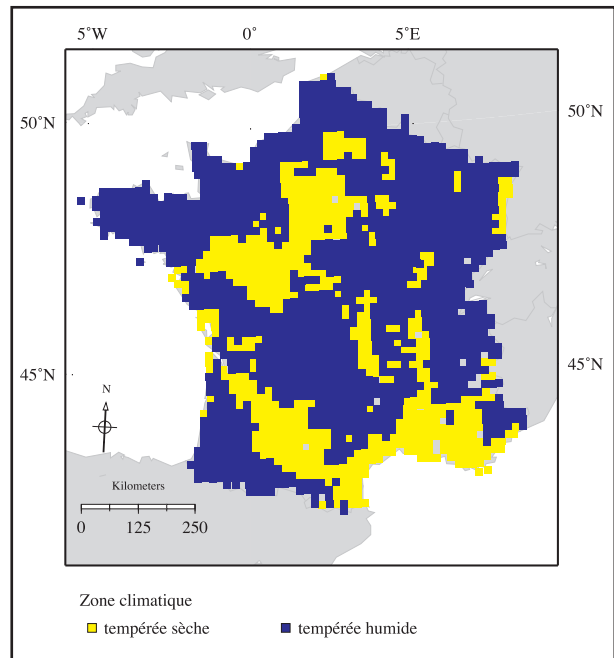 5˚W 0˚ 5˚E
50˚N 50˚N
45˚N 45˚N
N
Kilometers
0 125 250
Zone climatique
tempérée sèche tempérée humide